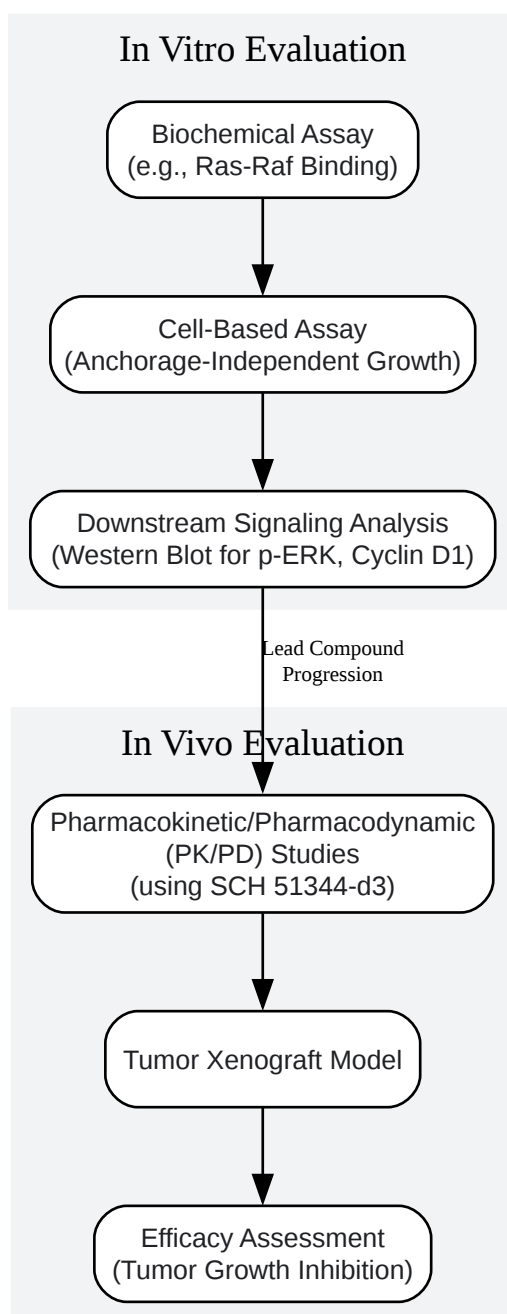 In Vitro Evaluation
Biochemical Assay
(e.g., Ras-Raf Binding)
Cell-Based Assay
(Anchorage-Independent Growth)
Downstream Signaling Analysis
(Western Blot for p-ERK, Cyclin D1)
Lead Compound
Progression
In Vivo Evaluation
Pharmacokinetic/Pharmacodynamic
(PK/PD) Studies
(using SCH 51344-d3)
Tumor Xenograft Model
Efficacy Assessment
(Tumor Growth Inhibition)